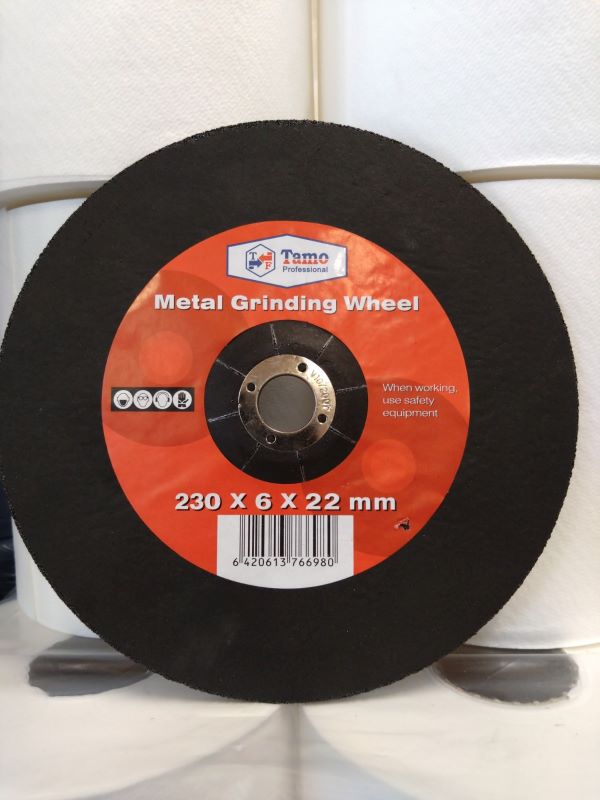 T F
Tamo
Professional
Metal Grinding Wheel
When working,
use safety
equipment
230 X 6 X 22 mm
6 420613 766980